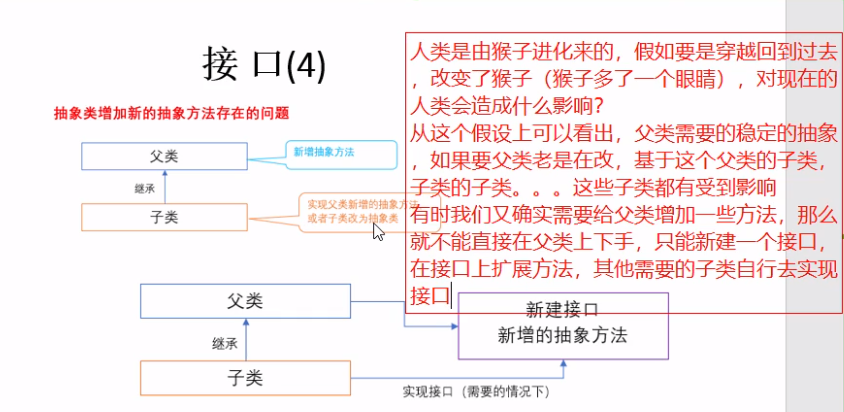 接 口(4)
抽象类增加新的抽象方法存在的问题
父类
新增抽象方法
继承
子类
实现父类新增的抽象方法
或者子类改为抽象类
人类是由猴子进化来的，假如要是穿越回到过去
，改变了猴子（猴子多了一个眼睛），对现在的
人类会造成什么影响？
从这个假设上可以看出，父类需要的稳定的抽象
，如果要父类老是在改，基于这个父类的子类，
子类的子类。。。这些子类都有受到影响
有时我们又确实需要给父类增加一些方法，那么
就不能直接在父类上下手，只能新建一个接口，
在接口上扩展方法，其他需要的子类自行去实现
接口
父类
新建接口
新增的抽象方法
继承
子类
实现接口（需要的情况下）